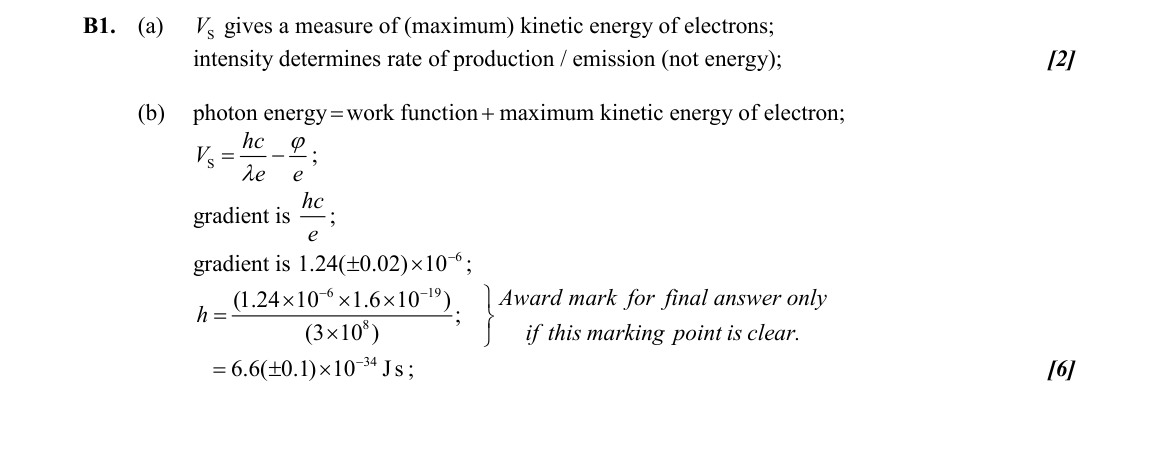 B1. (a) V_S gives a measure of (maximum) kinetic energy of electrons;
intensity determines rate of production / emission (not energy); [2]
(b) photon energy = work function + maximum kinetic energy of electron;
V_S = hc/λe − φ/e ;
gradient is hc/e ;
gradient is 1.24(±0.02)×10⁻⁶ ;
h = (1.24×10⁻⁶ ×1.6×10⁻¹⁹)/(3×10⁸) ; } Award mark for final answer only
if this marking point is clear.
= 6.6(±0.1)×10⁻³⁴ J s ; [6]